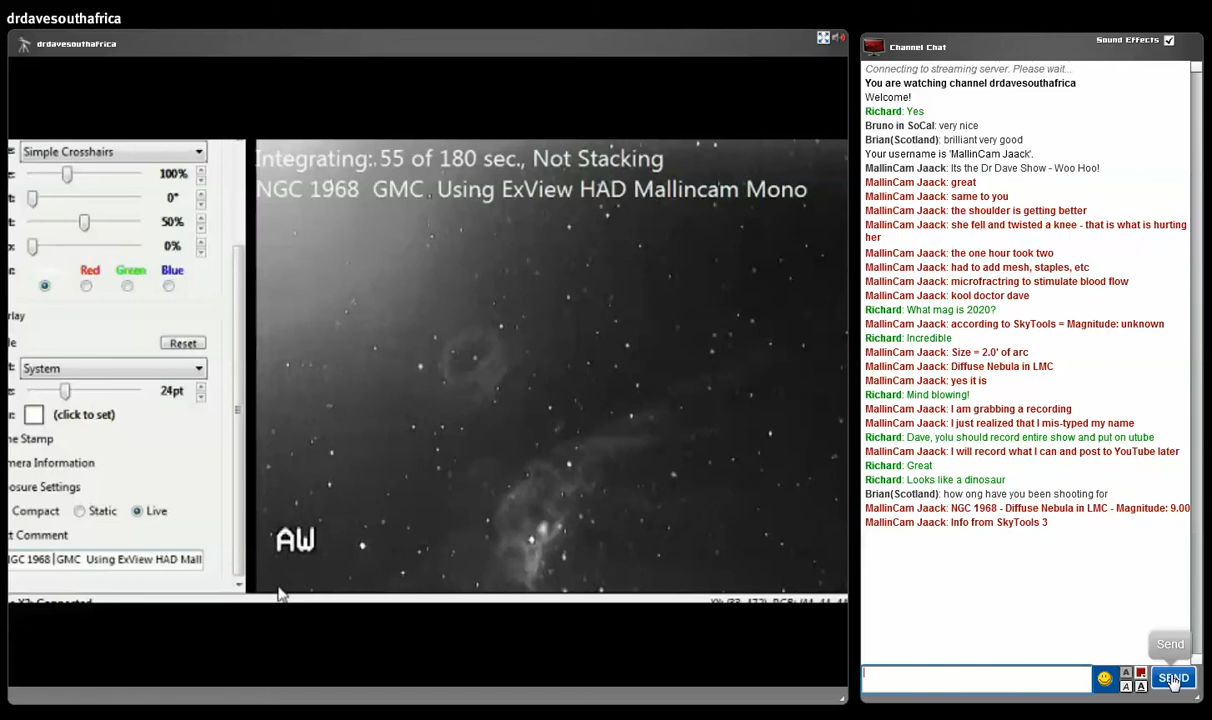 drdavesouthafrica
drdavesouthafrica
Simple Crosshairs
100%
0°
50%
0%
Red Green Blue
Reset
System
24pt
(click to set)
Compact Static Live
Integrating: 55 of 180 sec., Not Stacking
NGC 1968 GMC Using ExView HAD Mallincam Mono
AW
Channel Chat
Sound Effects
Connecting to streaming server. Please wait...
You are watching channel drdavesouthafrica
Welcome!
Richard: Yes
Bruno in SoCal: very nice
Brian(Scotland): brilliant very good
Your username is 'MallinCam Jaack'.
MallinCam Jaack: Its the Dr Dave Show - Woo Hoo!
MallinCam Jaack: great
MallinCam Jaack: same to you
MallinCam Jaack: the shoulder is getting better
MallinCam Jaack: she fell and twisted a knee - that is what is hurting
her
MallinCam Jaack: the one hour took two
MallinCam Jaack: had to add mesh, staples, etc
MallinCam Jaack: microfractring to stimulate blood flow
MallinCam Jaack: kool doctor dave
Richard: What mag is 2020?
MallinCam Jaack: according to SkyTools = Magnitude: unknown
Richard: Incredible
MallinCam Jaack: Size = 2.0' of arc
MallinCam Jaack: Diffuse Nebula in LMC
MallinCam Jaack: yes it is
Richard: Mind blowing!
MallinCam Jaack: I am grabbing a recording
MallinCam Jaack: I just realized that I mis-typed my name
Richard: Dave, yolu should record entire show and put on utube
MallinCam Jaack: I will record what I can and post to YouTube later
Richard: Great
Richard: Looks like a dinosaur
Brian(Scotland): how ong have you been shooting for
MallinCam Jaack: NGC 1968 - Diffuse Nebula in LMC - Magnitude: 9.00
MallinCam Jaack: Info from SkyTools 3
Send
A
A A
SEND